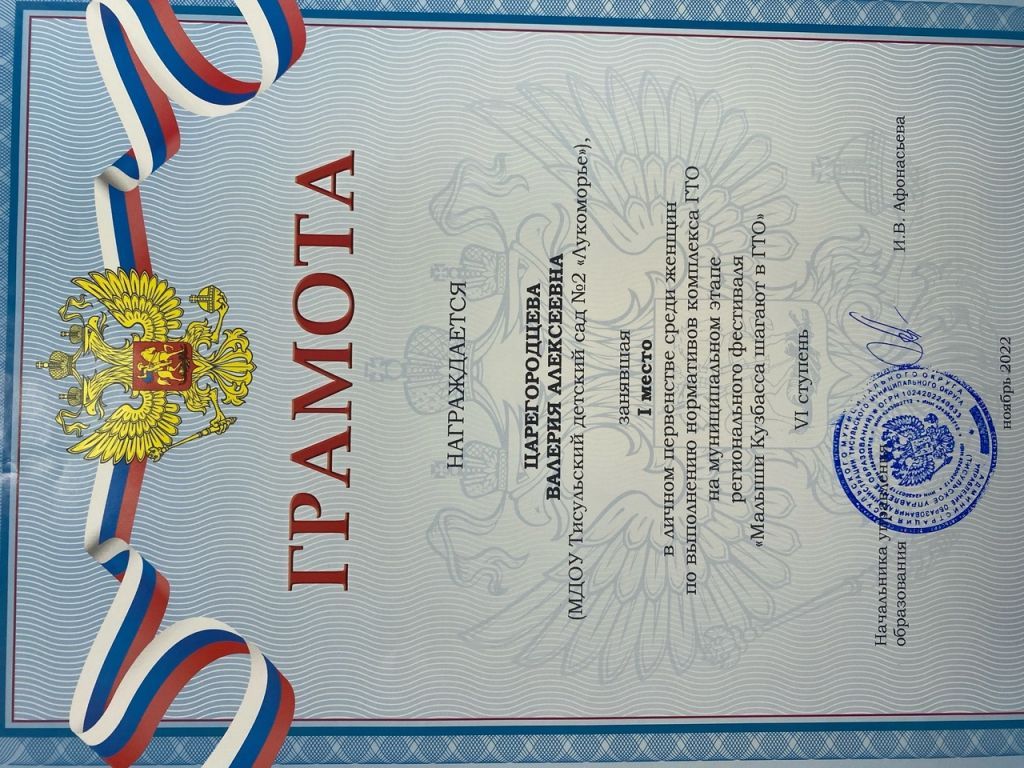 ГРАМОТА
НАГРАЖДАЕТСЯ
ЦАРЕГОРОДЦЕВА
ВАЛЕРИЯ АЛЕКСЕЕВНА
(МДОУ Тисульский детский сад №2 «Лукоморье»),
занявшая
I место
в личном первенстве среди женщин
по выполнению нормативов комплекса ГТО
на муниципальном этапе
регионального фестиваля
«Малыши Кузбасса шагают в ГТО»
VI ступень
Начальника управления
образования
И.В. Афонасьева
ноябрь 2022